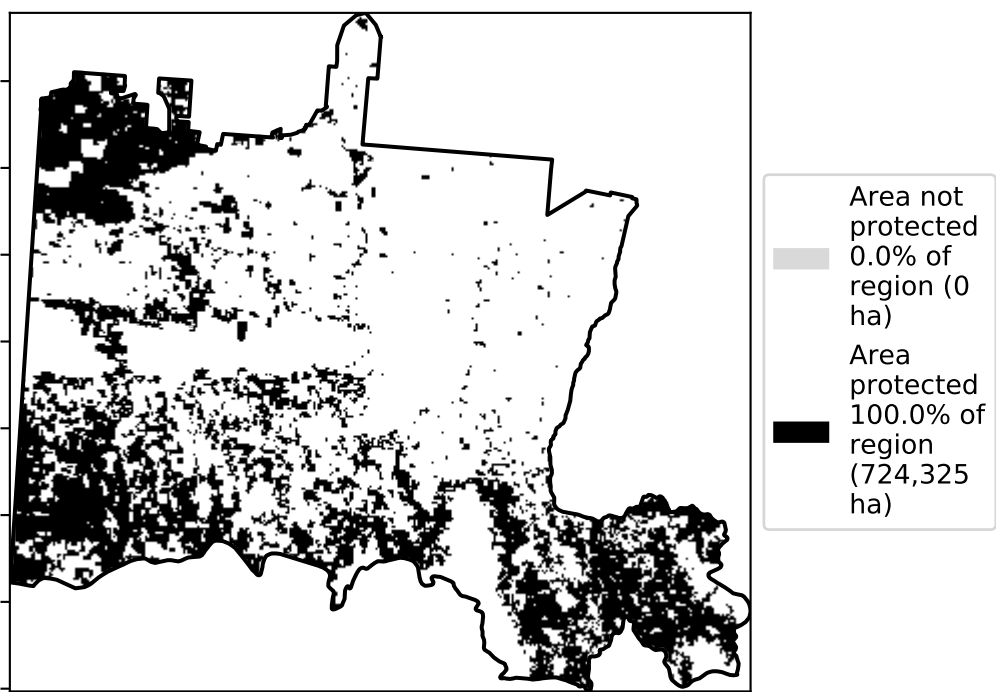 Area not
protected
0.0% of
region (0
ha)
Area
protected
100.0% of
region
(724,325
ha)